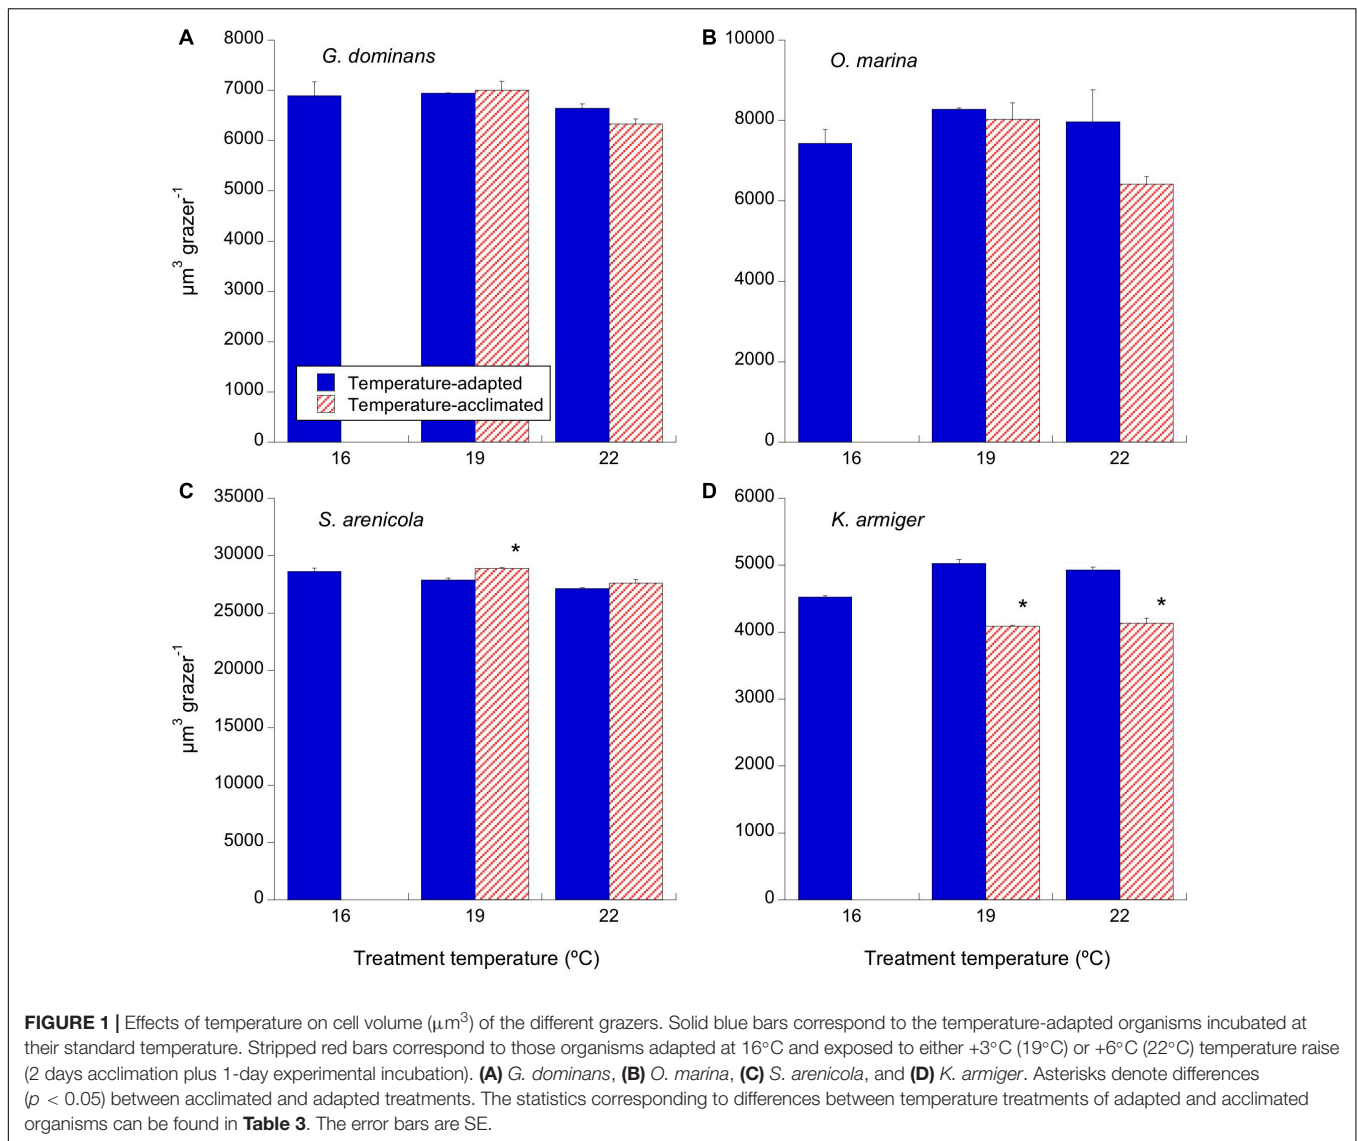 A
G. dominans
8000
7000
6000
5000
4000
3000
2000
1000
0
µm³ grazer⁻¹
Temperature-adapted
Temperature-acclimated
16 19 22
B
O. marina
10000
8000
6000
4000
2000
0
16 19 22
C
S. arenicola
35000
30000
25000
20000
15000
10000
5000
0
µm³ grazer⁻¹
*
16 19 22
Treatment temperature (ºC)
D
K. armiger
6000
5000
4000
3000
2000
1000
0
* *
16 19 22
Treatment temperature (ºC)
FIGURE 1 | Effects of temperature on cell volume (µm³) of the different grazers. Solid blue bars correspond to the temperature-adapted organisms incubated at
their standard temperature. Stripped red bars correspond to those organisms adapted at 16°C and exposed to either +3°C (19°C) or +6°C (22°C) temperature raise
(2 days acclimation plus 1-day experimental incubation). (A) G. dominans, (B) O. marina, (C) S. arenicola, and (D) K. armiger. Asterisks denote differences
(p < 0.05) between acclimated and adapted treatments. The statistics corresponding to differences between temperature treatments of adapted and acclimated
organisms can be found in Table 3. The error bars are SE.